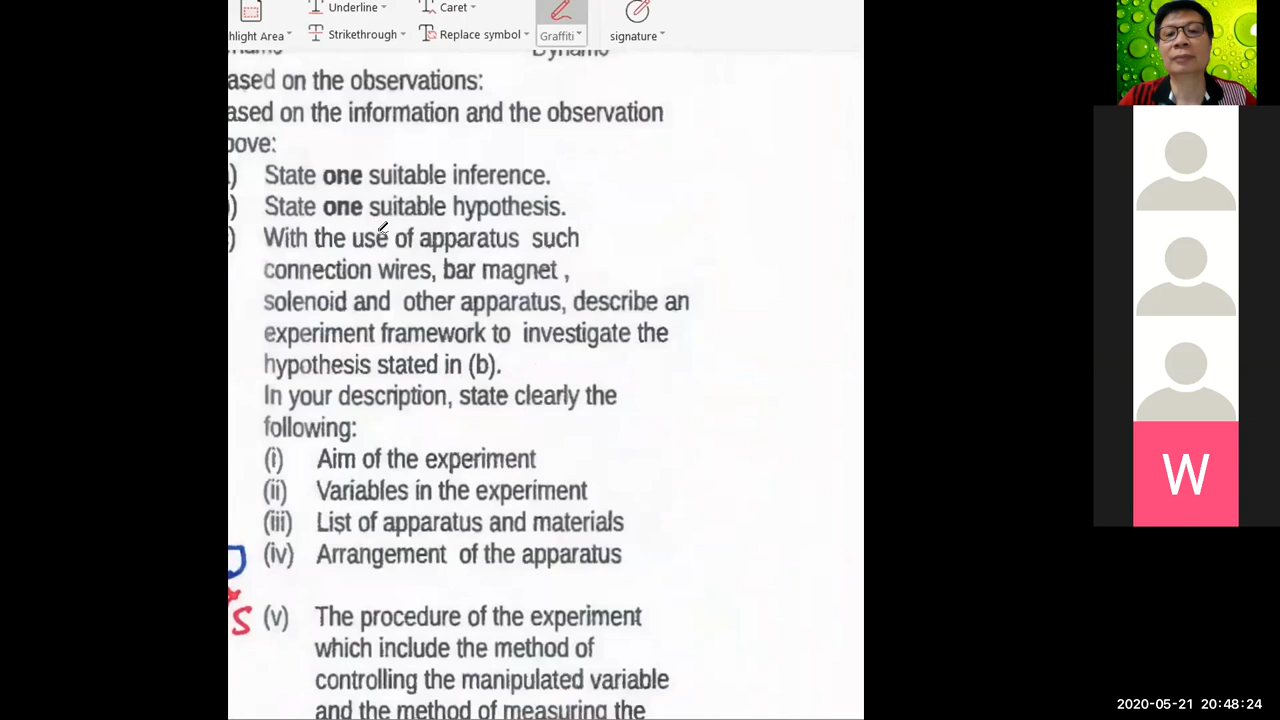 Underline
Caret
hlight Area
Strikethrough
Replace symbol
Graffiti
signature
Dynamo
ased on the observations:
ased on the information and the observation
bove:
.) State one suitable inference.
) State one suitable hypothesis.
) With the use of apparatus such
connection wires, bar magnet ,
solenoid and other apparatus, describe an
experiment framework to investigate the
hypothesis stated in (b).
In your description, state clearly the
following:
(i) Aim of the experiment
(ii) Variables in the experiment
(iii) List of apparatus and materials
(iv) Arrangement of the apparatus
S (v) The procedure of the experiment
which include the method of
controlling the manipulated variable
and the method of measuring the
W
2020-05-21 20:48:24